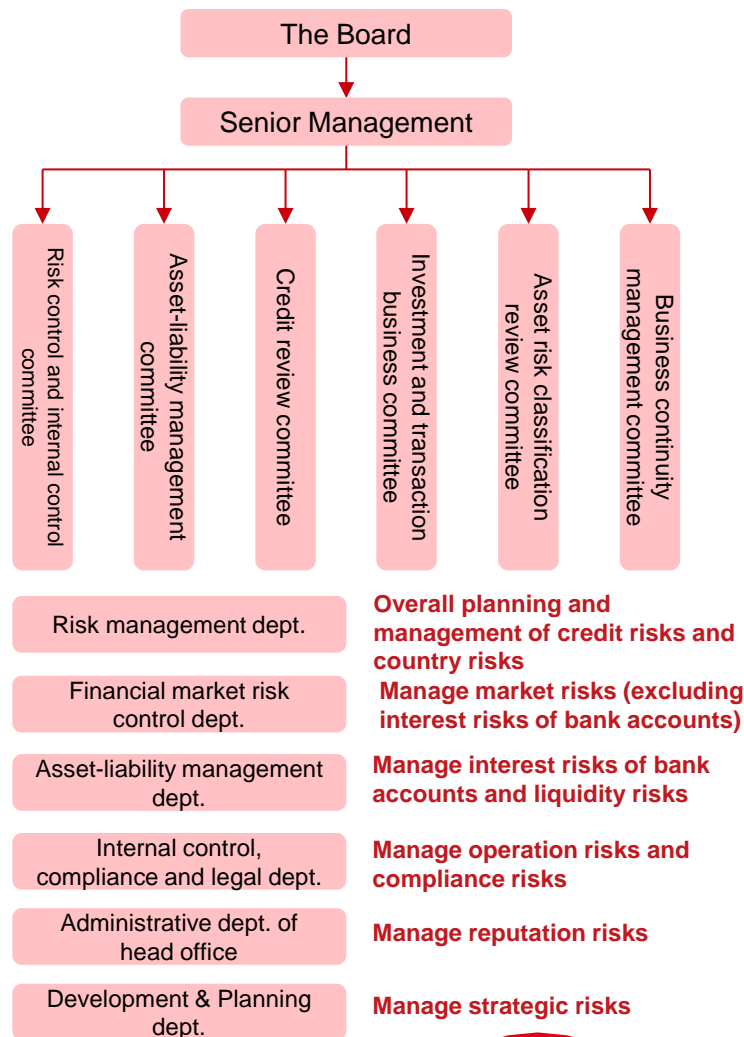 The Board
Senior Management
Risk control and internal control
committee
Asset-liability management
committee
Credit review committee
Investment and transaction
business committee
Asset risk classification
review committee
Business continuity
management committee
Risk management dept.
Overall planning and
management of credit risks and
country risks
Financial market risk
control dept.
Manage market risks (excluding
interest risks of bank accounts)
Asset-liability management
dept.
Manage interest risks of bank
accounts and liquidity risks
Internal control,
compliance and legal dept.
Manage operation risks and
compliance risks
Administrative dept. of
head office
Manage reputation risks
Development & Planning
dept.
Manage strategic risks